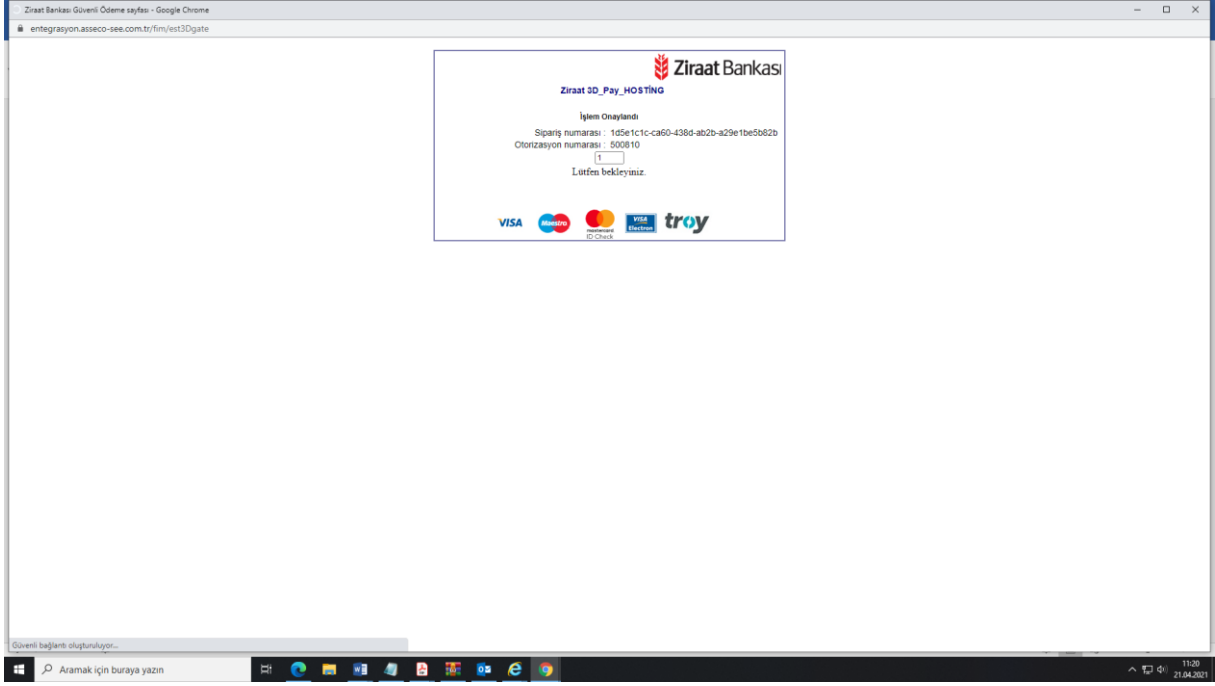 Ziraat Bankası Güvenli Ödeme sayfası - Google Chrome
entegrasyon.asseco-see.com.tr/fim/est3Dgate
Ziraat Bankası
Ziraat 3D_Pay_HOSTİNG
İşlem Onaylandı
Sipariş numarası : 1d5e1c1c-ca60-438d-ab2b-a29e1be5b82b
Otorizasyon numarası : 500810
1
Lütfen bekleyiniz.
VISA Maestro mastercard ID Check VISA Electron troy
Güvenli bağlantı oluşturuluyor...
Aramak için buraya yazın
11:20
21.04.2021